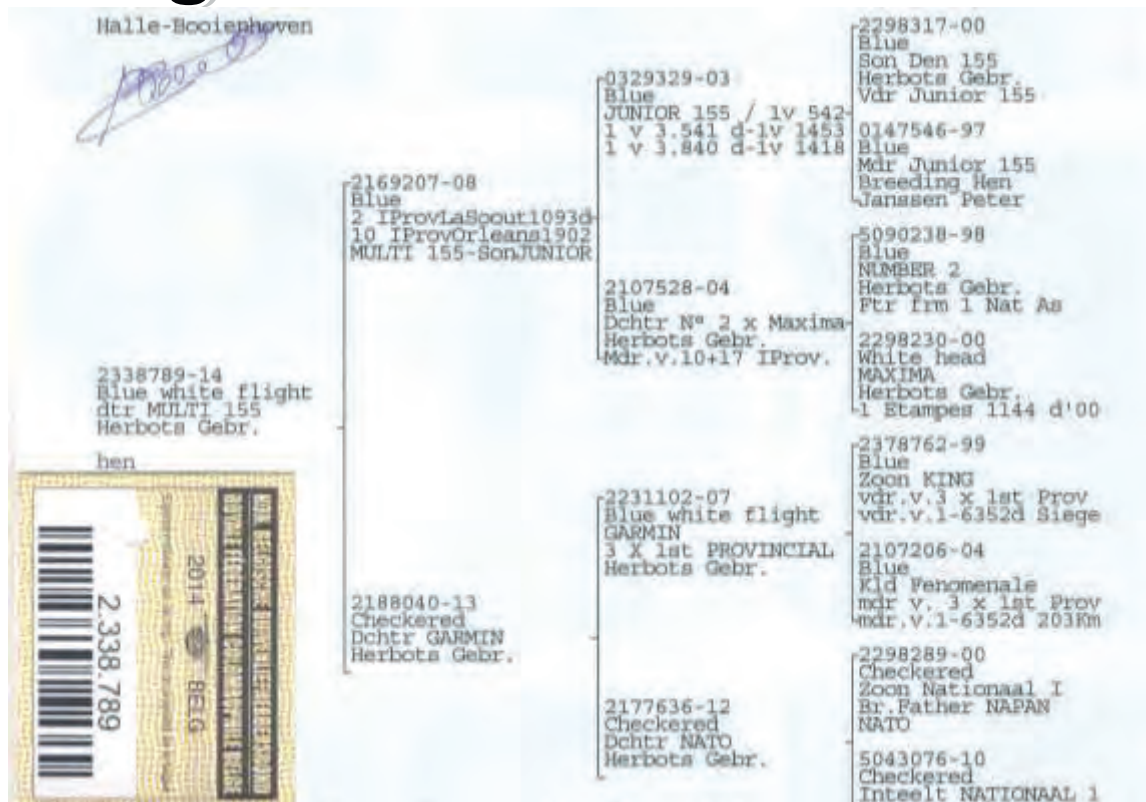 Halle-Booienhoven
2338789-14
Blue white flight
dtr MULTI 155
Herbots Gebr.
hen
2014 BELG
2.338.789
2169207-08
Blue
2 IProvLaSoout1093d
10 IProvOrleans1902
MULTI 155-SonJUNIOR
2188040-13
Checkered
Dchtr GARMIN
Herbots Gebr.
0329329-03
Blue
JUNIOR 155 / 1v 542
1 v 3.541 d-1v 1453
1 v 3.840 d-1v 1418
2107528-04
Blue
Dchtr N° 2 x Maxima
Herbots Gebr.
Mdr.v.10+17 IProv.
2231102-07
Blue white flight
GARMIN
3 X 1st PROVINCIAL
Herbots Gebr.
2177636-12
Checkered
Dchtr NATO
Herbots Gebr.
2298317-00
Blue
Son Den 155
Herbots Gebr.
Vdr Junior 155
0147546-97
Blue
Mdr Junior 155
Breeding Hen
Janssen Peter
5090238-98
Blue
NUMBER 2
Herbots Gebr.
Ftr frm 1 Nat As
2298230-00
White head
MAXIMA
Herbots Gebr.
1 Etampes 1144 d'00
2378762-99
Blue
Zoon KING
vdr.v.3 x 1st Prov
vdr.v.1-6352d Siege
2107206-04
Blue
Kld Fenomenale
mdr v. 3 x 1st Prov
mdr.v.1-6352d 203Km
2298289-00
Checkered
Zoon Nationaal I
Br.Father NAPAN
NATO
5043076-10
Checkered
Inteelt NATIONAAL 1